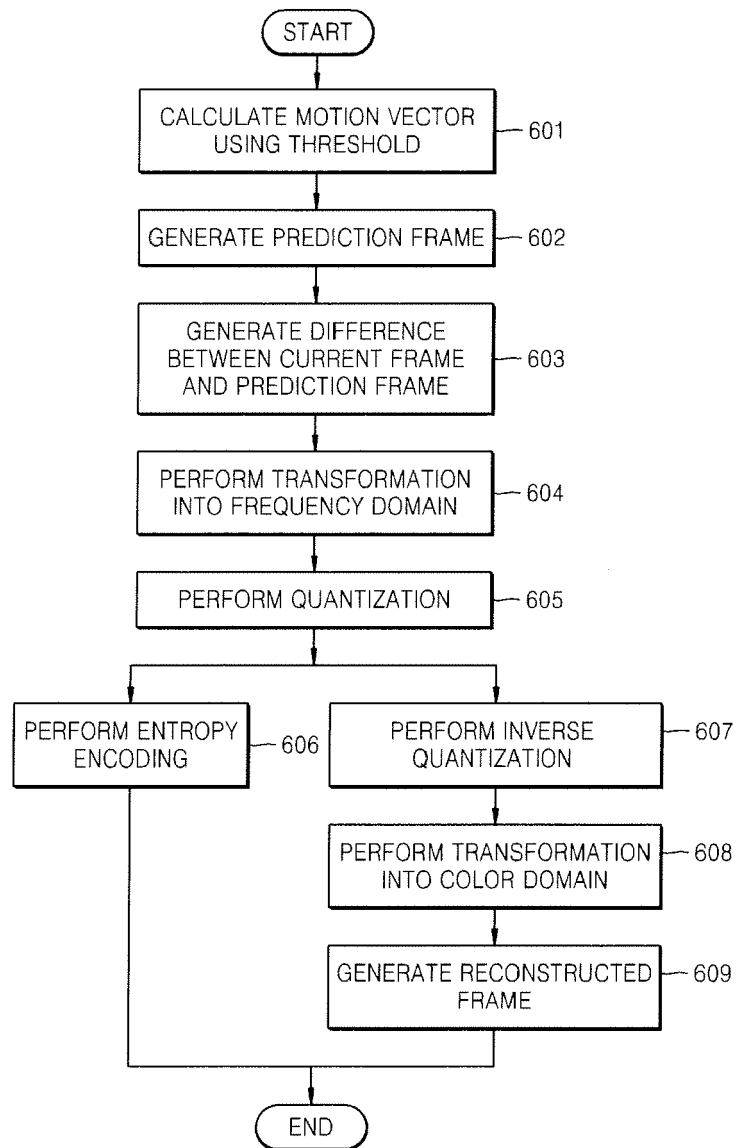 START
CALCULATE MOTION VECTOR
USING THRESHOLD
601
GENERATE PREDICTION FRAME
602
GENERATE DIFFERENCE
BETWEEN CURRENT FRAME
AND PREDICTION FRAME
603
PERFORM TRANSFORMATION
INTO FREQUENCY DOMAIN
604
PERFORM QUANTIZATION
605
PERFORM ENTROPY
ENCODING
606
PERFORM INVERSE
QUANTIZATION
607
PERFORM TRANSFORMATION
INTO COLOR DOMAIN
608
GENERATE RECONSTRUCTED
FRAME
609
END